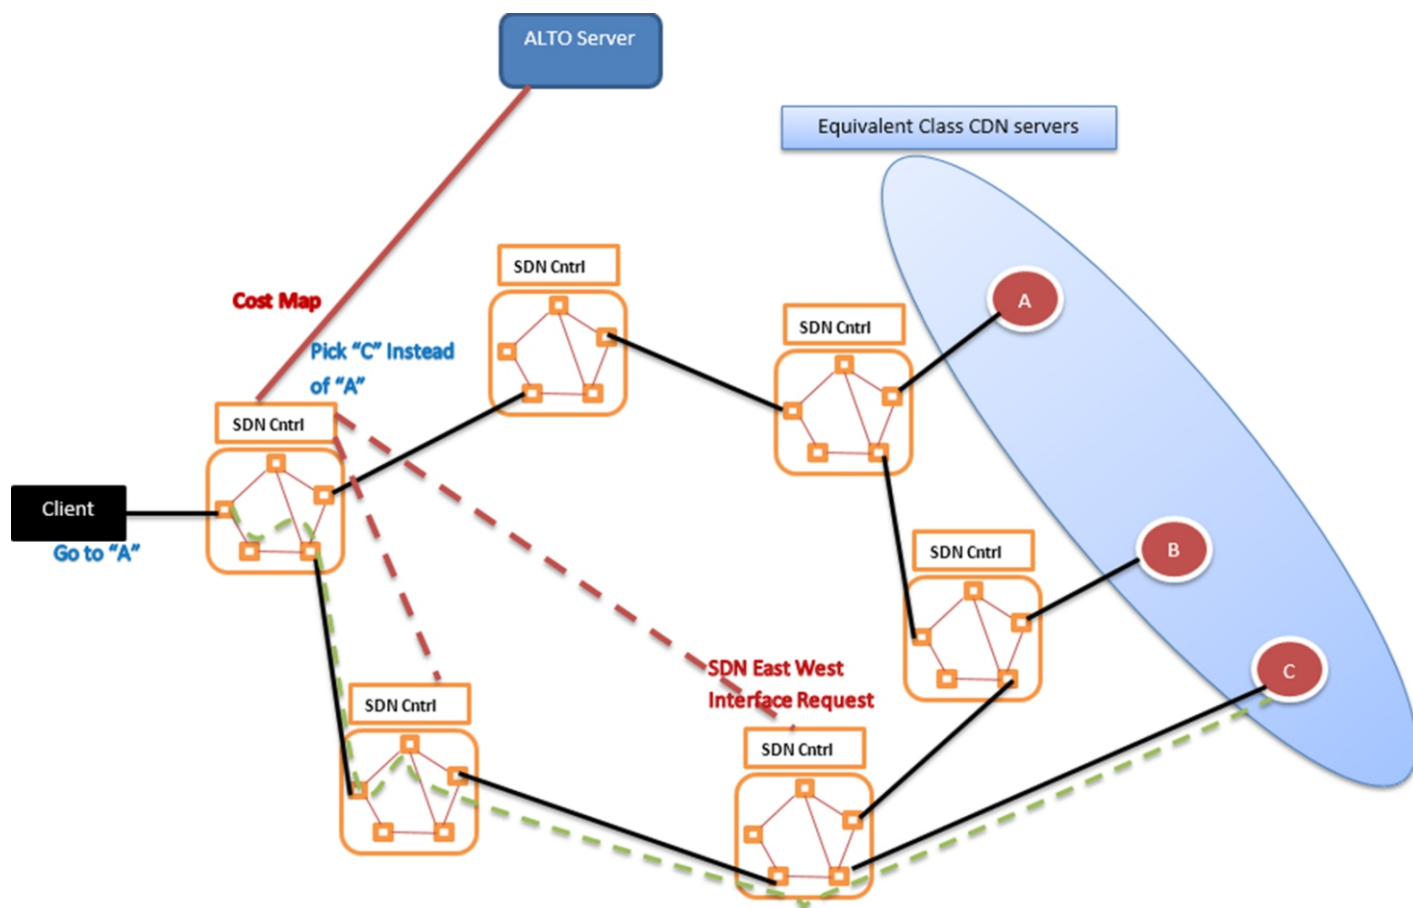 ALTO Server
Equivalent Class CDN servers
SDN Cntrl
A
Cost Map
SDN Cntrl
Pick “C” Instead
of “A”
SDN Cntrl
Client
Go to “A”
SDN Cntrl
B
SDN East West
Interface Request
C
SDN Cntrl
SDN Cntrl